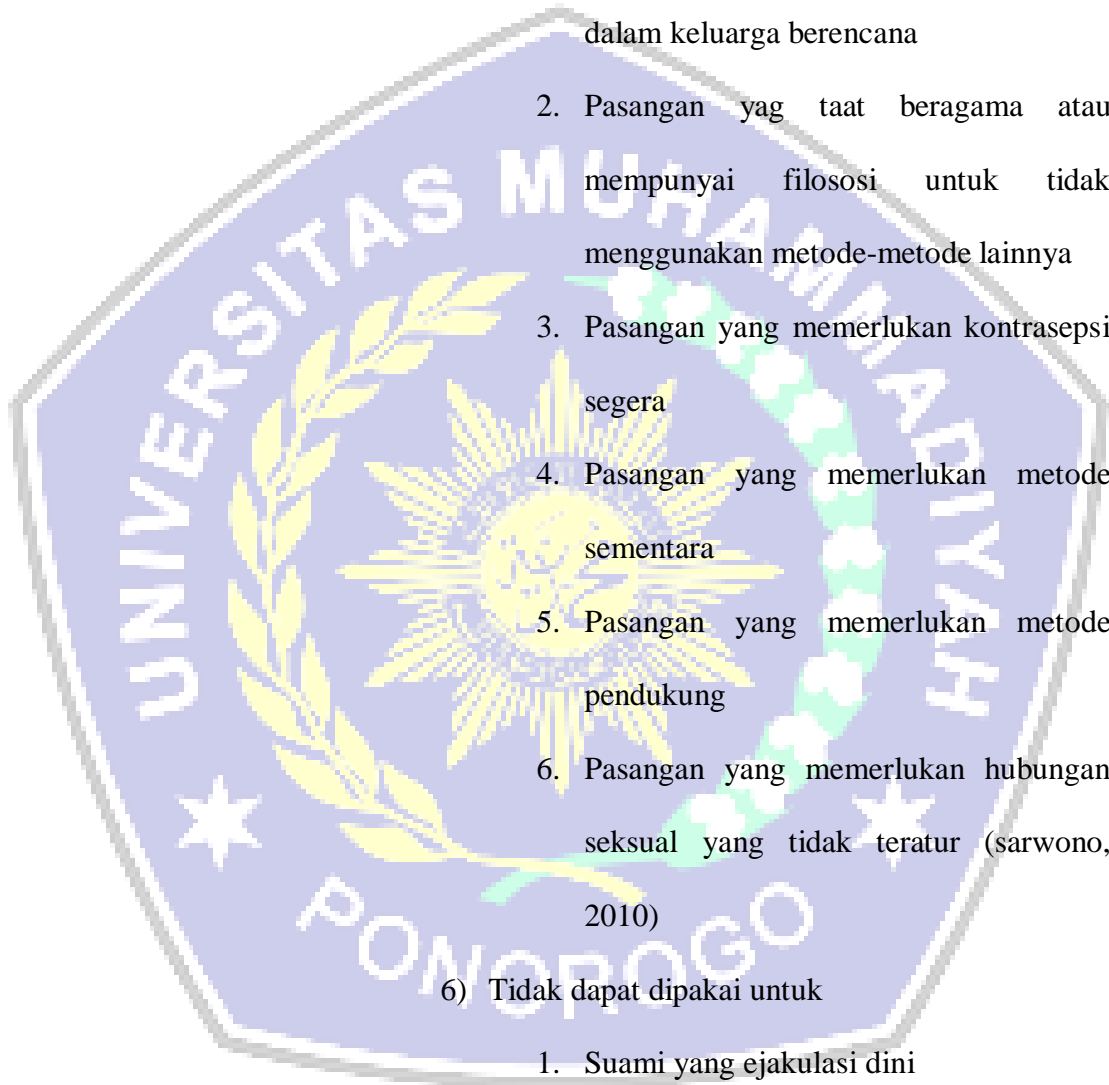 dalam keluarga berencana
2. Pasangan yag taat beragama atau
mempunyai filososi untuk tidak
menggunakan metode-metode lainnya
3. Pasangan yang memerlukan kontrasepsi
segera
4. Pasangan yang memerlukan metode
sementara
5. Pasangan yang memerlukan metode
pendukung
6. Pasangan yang memerlukan hubungan
seksual yang tidak teratur (sarwono,
2010)
6) Tidak dapat dipakai untuk
1. Suami yang ejakulasi dini
UNIVERSITAS MUHAMMADIYAH
PONOROGO